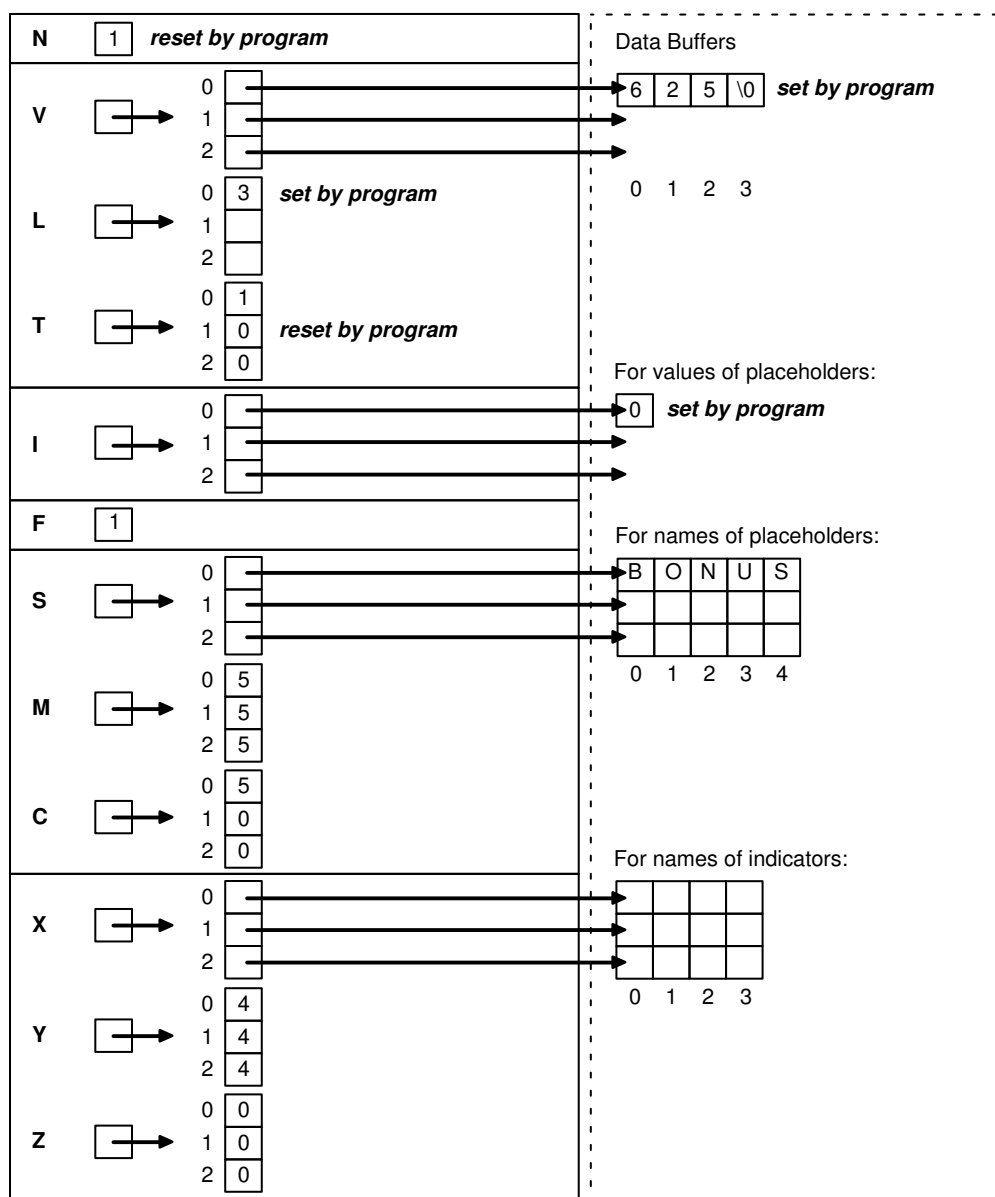 N 1 reset by program
Data Buffers
0
6 2 5 \0 set by program
V 1
2
0 1 2 3
0 3 set by program
L 1
2
0 1
T 1 0 reset by program
2 0
For values of placeholders:
0
0 set by program
I 1
2
F 1
For names of placeholders:
0
B O N U S
S 1
2
0 1 2 3 4
0 5
M 1 5
2 5
0 5
C 1 0
2 0
For names of indicators:
0
X 1
2
0 1 2 3
0 4
Y 1 4
2 4
0 0
Z 1 0
2 0